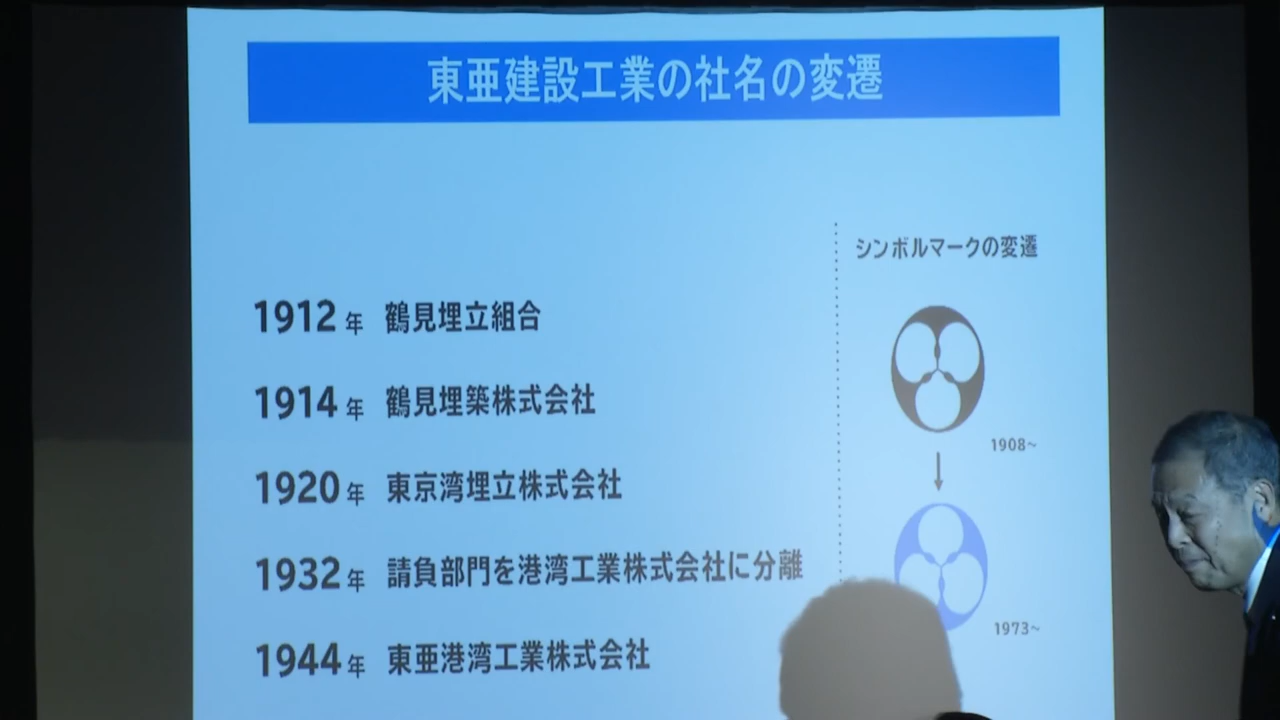 東亜建設工業の社名の変遷
シンボルマークの変遷
1912年 鶴見埋立組合
1914年 鶴見埋築株式会社
1920年 東京湾埋立株式会社
1932年 請負部門を港湾工業株式会社に分離
1944年 東亜港湾工業株式会社
1908~
1973~